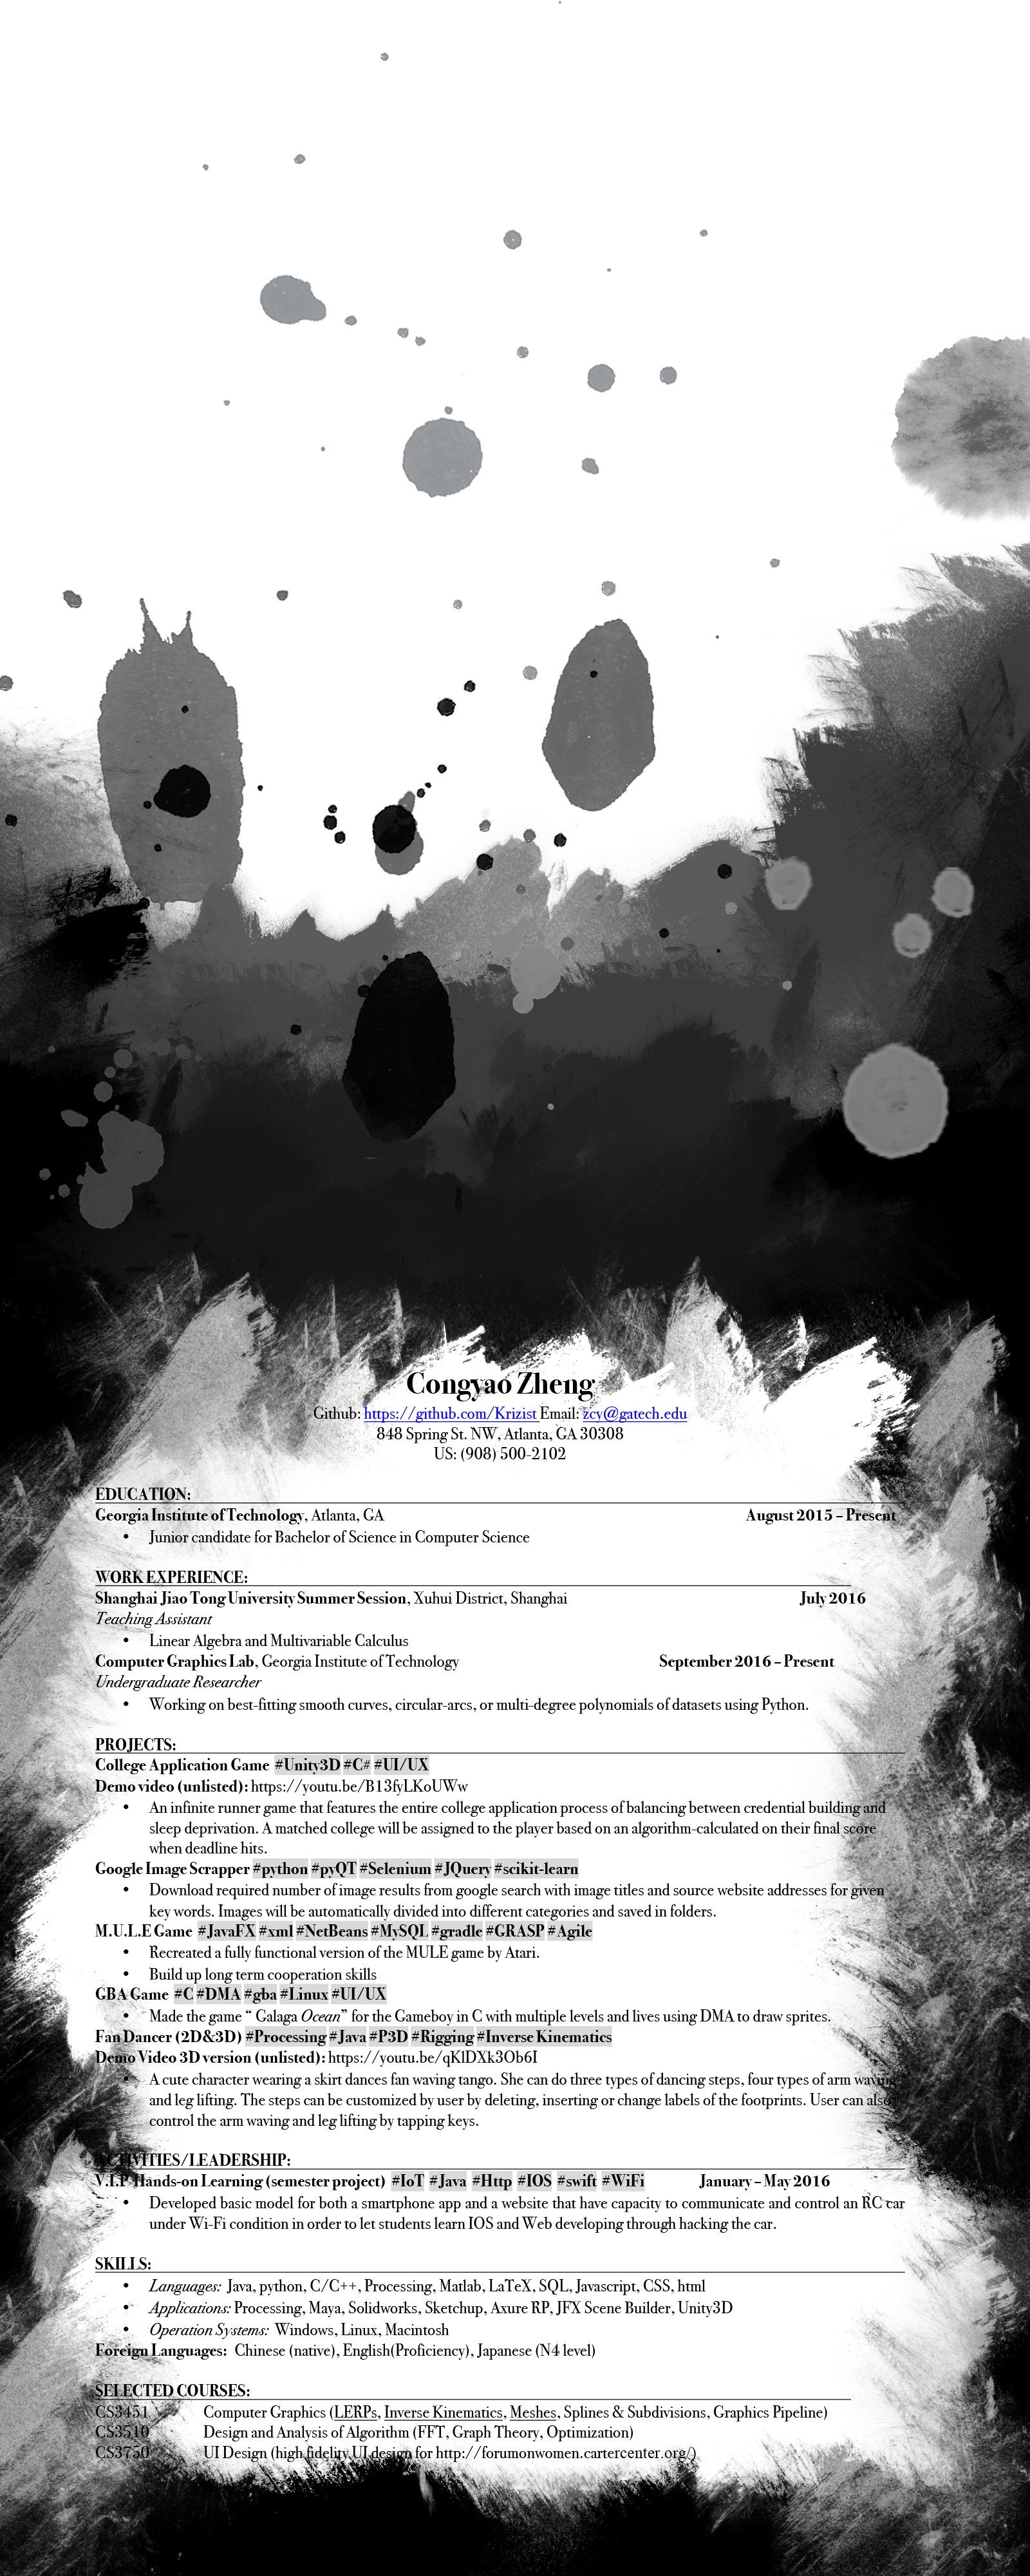 Congyao Zheng
Github: https://github.com/Krizist Email: zcy@gatech.edu
848 Spring St. NW, Atlanta, GA 30308
US: (908) 500-2102
EDUCATION:
Georgia Institute of Technology, Atlanta, GA August 2015 – Present
• Junior candidate for Bachelor of Science in Computer Science
WORK EXPERIENCE:
Shanghai Jiao Tong University Summer Session, Xuhui District, Shanghai July 2016
Teaching Assistant
• Linear Algebra and Multivariable Calculus
Computer Graphics Lab, Georgia Institute of Technology September 2016 – Present
Undergraduate Researcher
• Working on best-fitting smooth curves, circular-arcs, or multi-degree polynomials of datasets using Python.
PROJECTS:
College Application Game #Unity3D #C# #UI/UX
Demo video (unlisted): https://youtu.be/B13fyLKoUWw
• An infinite runner game that features the entire college application process of balancing between credential building and
sleep deprivation. A matched college will be assigned to the player based on an algorithm-calculated on their final score
when deadline hits.
Google Image Scrapper #python #pyQT #Selenium #JQuery #scikit-learn
• Download required number of image results from google search with image titles and source website addresses for given
key words. Images will be automatically divided into different categories and saved in folders.
M.U.L.E Game #JavaFX #xml #NetBeans #MySQL #gradle #GRASP #Agile
• Recreated a fully functional version of the MULE game by Atari.
• Build up long term cooperation skills
GBA Game #C #DMA #gba #Linux #UI/UX
• Made the game “ Galaga Ocean” for the Gameboy in C with multiple levels and lives using DMA to draw sprites.
Fan Dancer (2D&3D) #Processing #Java #P3D #Rigging #Inverse Kinematics
Demo Video 3D version (unlisted): https://youtu.be/qKlDXk3Ob6I
• A cute character wearing a skirt dances fan waving tango. She can do three types of dancing steps, four types of arm waving
and leg lifting. The steps can be customized by user by deleting, inserting or change labels of the footprints. User can also
control the arm waving and leg lifting by tapping keys.
ACTIVITIES/LEADERSHIP:
V.I.P Hands-on Learning (semester project) #IoT #Java #Http #IOS #swift #WiFi January – May 2016
• Developed basic model for both a smartphone app and a website that have capacity to communicate and control an RC car
under Wi-Fi condition in order to let students learn IOS and Web developing through hacking the car.
SKILLS:
• Languages: Java, python, C/C++, Processing, Matlab, LaTeX, SQL, Javascript, CSS, html
• Applications: Processing, Maya, Solidworks, Sketchup, Axure RP, JFX Scene Builder, Unity3D
• Operation Systems: Windows, Linux, Macintosh
Foreign Languages: Chinese (native), English(Proficiency), Japanese (N4 level)
SELECTED COURSES:
CS3451 Computer Graphics (LERPs, Inverse Kinematics, Meshes, Splines & Subdivisions, Graphics Pipeline)
CS3510 Design and Analysis of Algorithm (FFT, Graph Theory, Optimization)
CS3750 UI Design (high fidelity UI design for http://forumonwomen.cartercenter.org/)